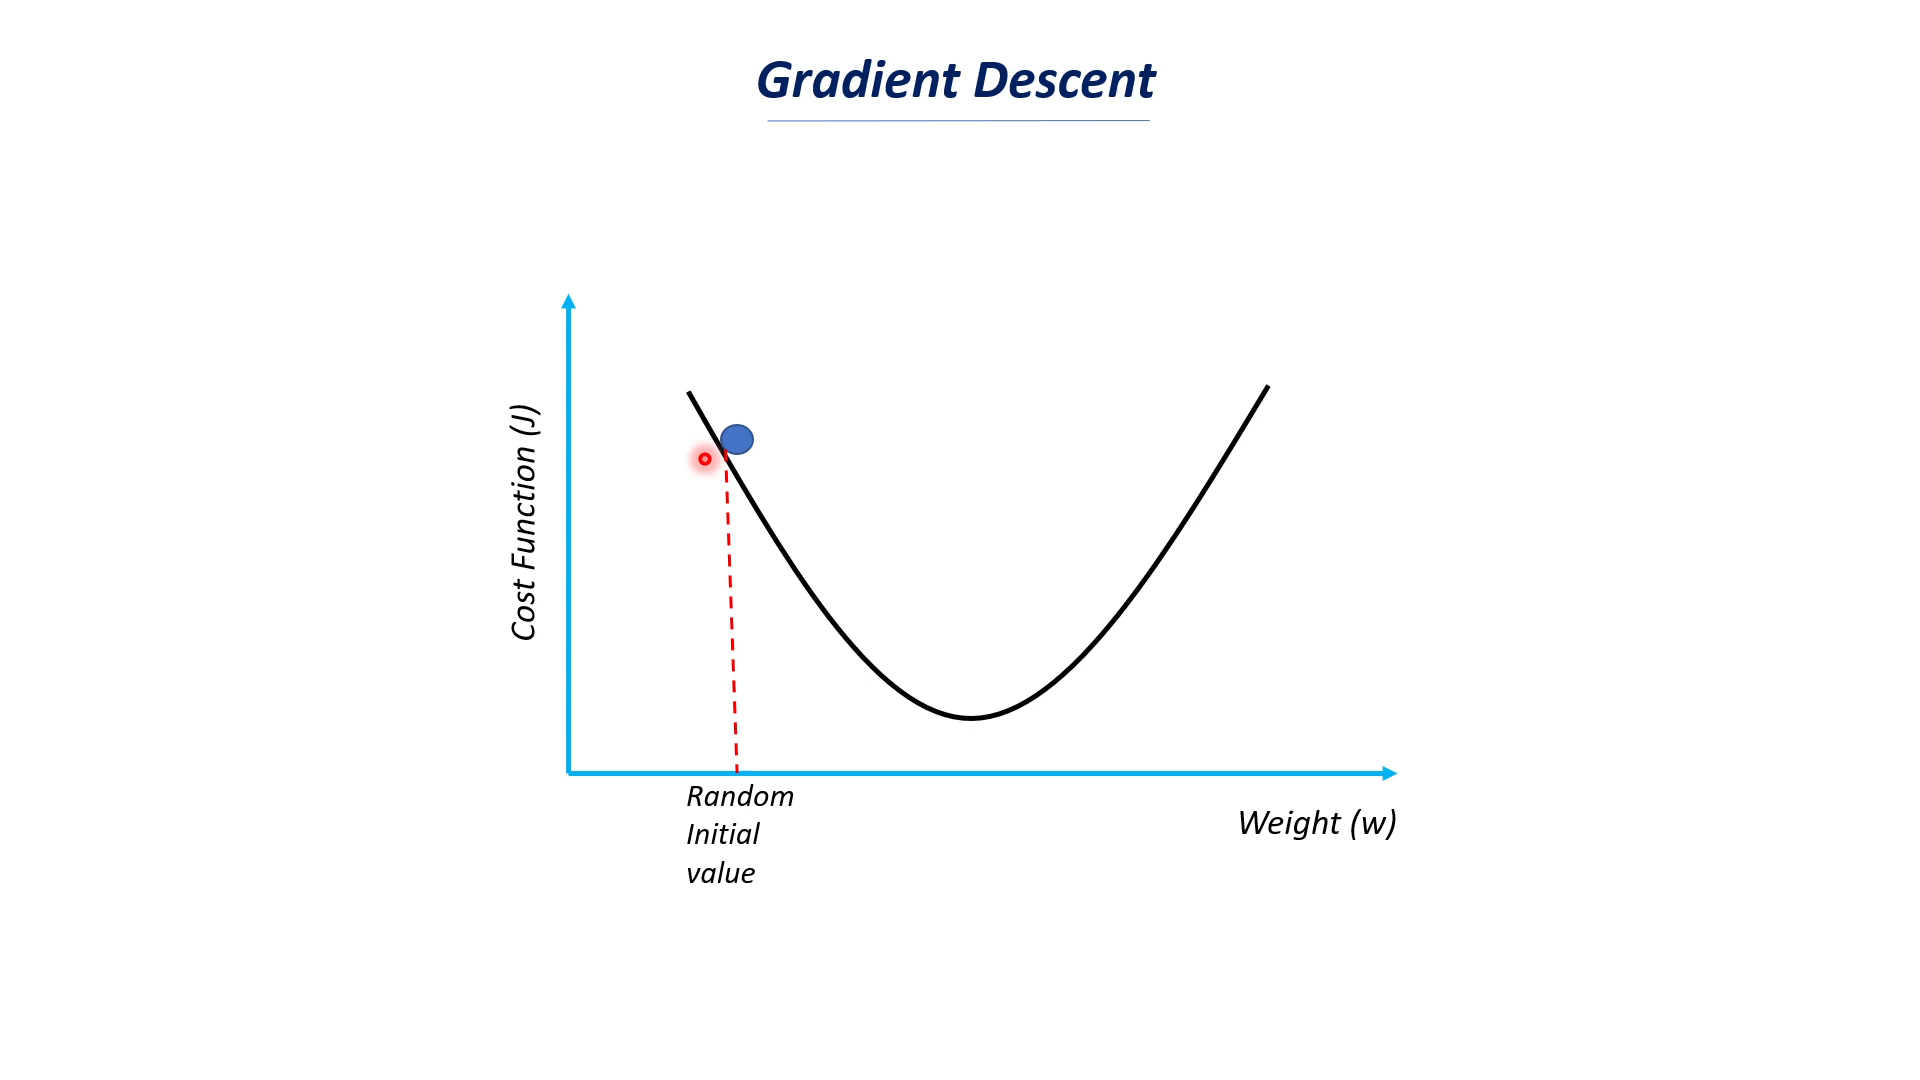 Gradient Descent
Cost Function (J)
Random
Initial
value
Weight (w)